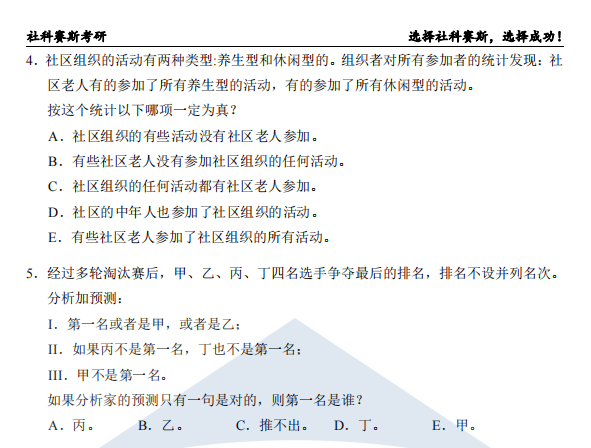 社科赛斯考研 选择社科赛斯，选择成功！
4．社区组织的活动有两种类型:养生型和休闲型的。组织者对所有参加者的统计发现：社
区老人有的参加了所有养生型的活动，有的参加了所有休闲型的活动。
按这个统计以下哪项一定为真？
A．社区组织的有些活动没有社区老人参加。
B．有些社区老人没有参加社区组织的任何活动。
C．社区组织的任何活动都有社区老人参加。
D．社区的中年人也参加了社区组织的活动。
E．有些社区老人参加了社区组织的所有活动。
5．经过多轮淘汰赛后，甲、乙、丙、丁四名选手争夺最后的排名，排名不设并列名次。
分析加预测：
I．第一名或者是甲，或者是乙；
II．如果丙不是第一名，丁也不是第一名；
III．甲不是第一名。
如果分析家的预测只有一句是对的，则第一名是谁？
A．丙。 B．乙。 C．推不出。 D．丁。 E．甲。